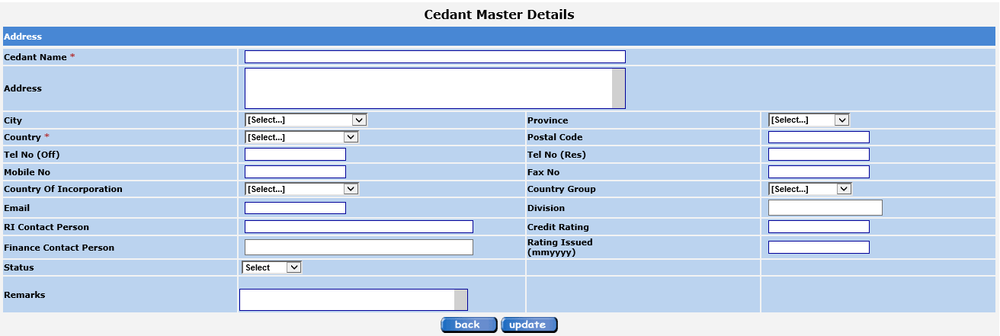 Cedant Master Details
Address
Cedant Name *
Address
City [Select...] Province [Select...]
Country * [Select...] Postal Code
Tel No (Off) Tel No (Res)
Mobile No Fax No
Country Of Incorporation [Select...] Country Group [Select...]
Email Division
RI Contact Person Credit Rating
Finance Contact Person Rating Issued
(mmyyyy)
Status Select
Remarks
back update